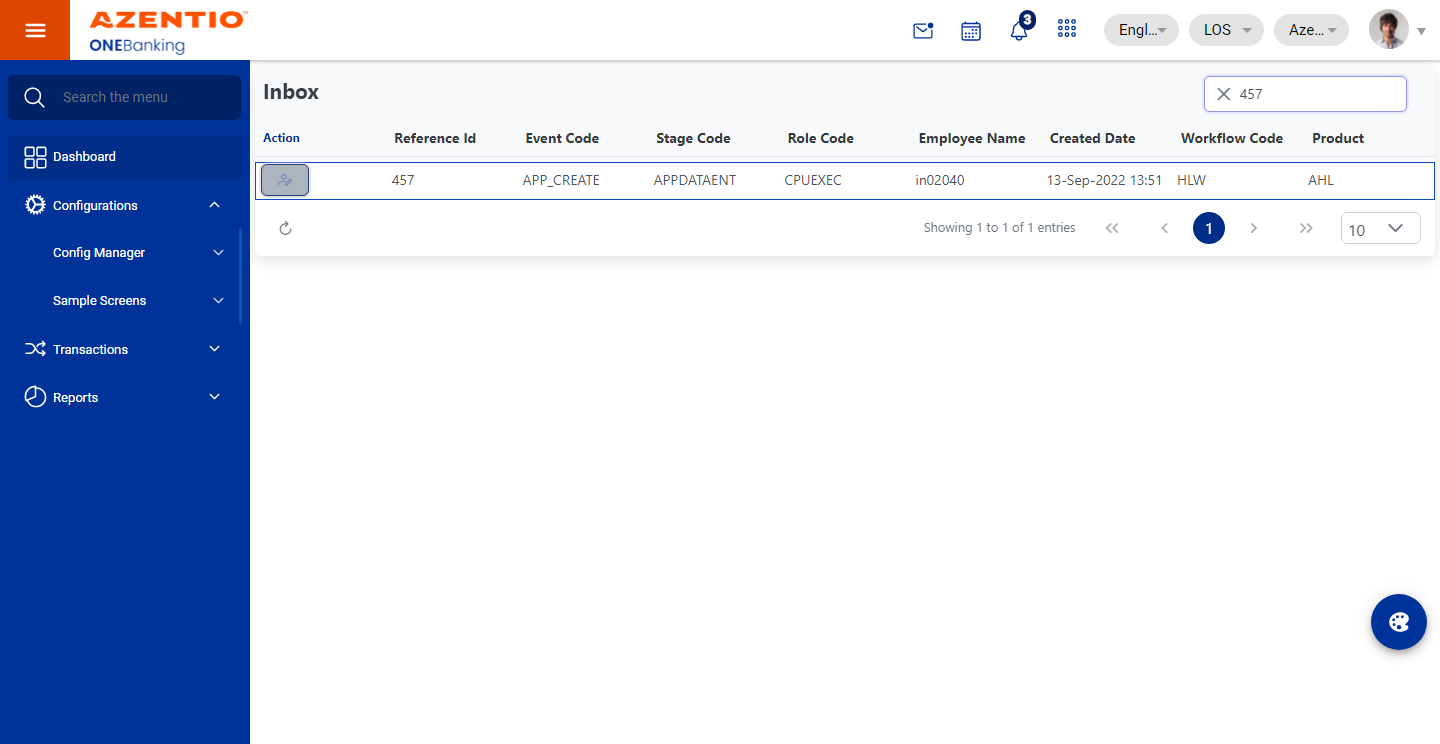 AZENTIO™
ONEBanking
3
Engl...
LOS
Aze...
Search the menu
Dashboard
Configurations
Config Manager
Sample Screens
Transactions
Reports
Inbox
457
Action Reference Id Event Code Stage Code Role Code Employee Name Created Date Workflow Code Product
457 APP_CREATE APPDATAENT CPUEXEC in02040 13-Sep-2022 13:51 HLW AHL
Showing 1 to 1 of 1 entries
1
10